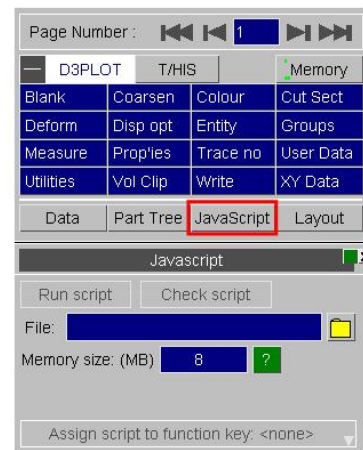 Page Number : 1
D3PLOT T/HIS Memory
Blank Coarsen Colour Cut Sect
Deform Disp opt Entity Groups
Measure Prop'ies Trace no User Data
Utilities Vol Clip Write XY Data
Data Part Tree JavaScript Layout
Javascript
Run script Check script
File:
Memory size: (MB) 8 ?
Assign script to function key: <none>